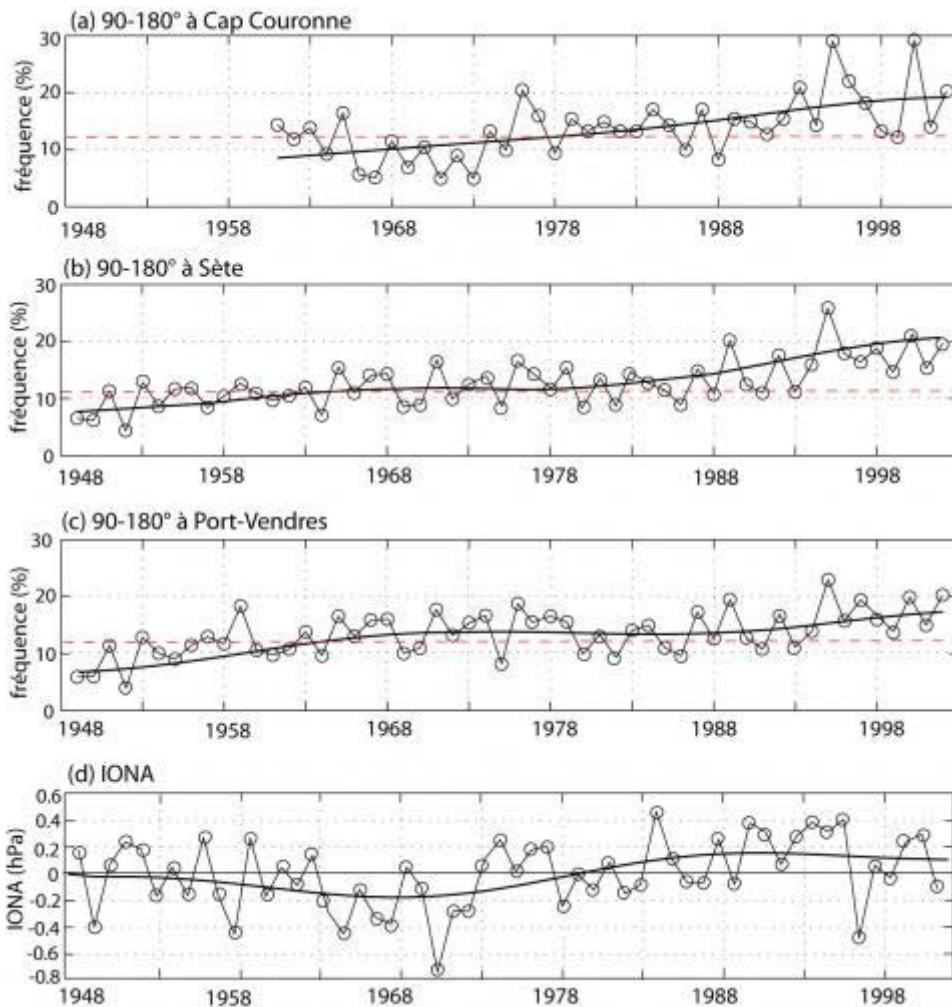 (a) 90-180° à Cap Couronne
30
20
10
0
fréquence (%)
1948 1958 1968 1978 1988 1998
(b) 90-180° à Sète
30
20
10
0
fréquence (%)
1948 1958 1968 1978 1988 1998
(c) 90-180° à Port-Vendres
30
20
10
0
fréquence (%)
1948 1958 1968 1978 1988 1998
(d) IONA
0.6
0.4
0.2
0
-0.2
-0.4
-0.6
-0.8
IONA (hPa)
1948 1958 1968 1978 1988 1998